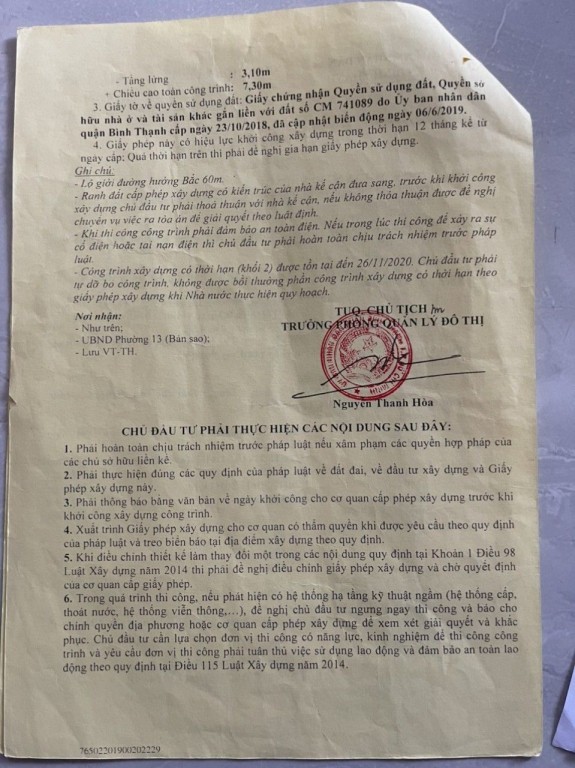 - Tầng lửng : 3,10m
+ Chiều cao toàn công trình: 7,30m
3. Giấy tờ về quyền sử dụng đất: Giấy chứng nhận Quyền sử dụng đất, Quyền sở
hữu nhà ở và tài sản khác gắn liền với đất số CM 741089 do Ủy ban nhân dân
quận Bình Thạnh cấp ngày 23/10/2018, đã cập nhật biến động ngày 06/6/2019.
4. Giấy phép này có hiệu lực khởi công xây dựng trong thời hạn 12 tháng kể từ
ngày cấp; Quá thời hạn trên thì phải đề nghị gia hạn giấy phép xây dựng.
Ghi chú:
- Lộ giới đường hướng Bắc 60m.
- Ranh đất cấp phép xây dựng có kiến trúc của nhà kế cận đưa sang, trước khi khởi công
xây dựng chủ đầu tư phải thoả thuận với nhà kế cận, nếu không thỏa thuận được đề nghị
chuyển vụ việc ra tòa án để giải quyết theo luật định.
- Khi thi công công trình phải đảm bảo an toàn điện. Nếu trong lúc thi công để xảy ra sự
cố điện hoặc tai nạn điện thì chủ đầu tư phải hoàn toàn chịu trách nhiệm trước pháp
luật.
- Công trình xây dựng có thời hạn (khối 2) được tồn tại đến 26/11/2020. Chủ đầu tư phải
tự dỡ bỏ công trình, không được bồi thường phần công trình xây dựng có thời hạn theo
giấy phép xây dựng khi Nhà nước thực hiện quy hoạch.
Nơi nhận:
- Như trên;
- UBND Phường 13 (Bản sao);
- Lưu VT-TH.
TUQ. CHỦ TỊCH
TRƯỞNG PHÒNG QUẢN LÝ ĐÔ THỊ
Nguyễn Thanh Hòa
CHỦ ĐẦU TƯ PHẢI THỰC HIỆN CÁC NỘI DUNG SAU ĐÂY:
1. Phải hoàn toàn chịu trách nhiệm trước pháp luật nếu xâm phạm các quyền hợp pháp của
các chủ sở hữu liền kề.
2. Phải thực hiện đúng các quy định của pháp luật về đất đai, về đầu tư xây dựng và Giấy
phép xây dựng này.
3. Phải thông báo bằng văn bản về ngày khởi công cho cơ quan cấp phép xây dựng trước khi
khởi công xây dựng công trình.
4. Xuất trình Giấy phép xây dựng cho cơ quan có thẩm quyền khi được yêu cầu theo quy định
của pháp luật và treo biển báo tại địa điểm xây dựng theo quy định.
5. Khi điều chỉnh thiết kế làm thay đổi một trong các nội dung quy định tại Khoản 1 Điều 98
Luật Xây dựng năm 2014 thì phải đề nghị điều chỉnh giấy phép xây dựng và chờ quyết định
của cơ quan cấp giấy phép.
6. Trong quá trình thi công, nếu phát hiện có hệ thống hạ tầng kỹ thuật ngầm (hệ thống cấp,
thoát nước, hệ thống viễn thông,...), đề nghị chủ đầu tư ngưng ngay thi công và báo cho
chính quyền địa phương hoặc cơ quan cấp phép xây dựng để xem xét giải quyết và khắc
phục. Chủ đầu tư cần lựa chọn đơn vị thi công có năng lực, kinh nghiệm để thi công công
trình và yêu cầu đơn vị thi công phải tuân thủ việc sử dụng lao động và đảm bảo an toàn lao
động theo quy định tại Điều 115 Luật Xây dựng năm 2014.
76502201900202229